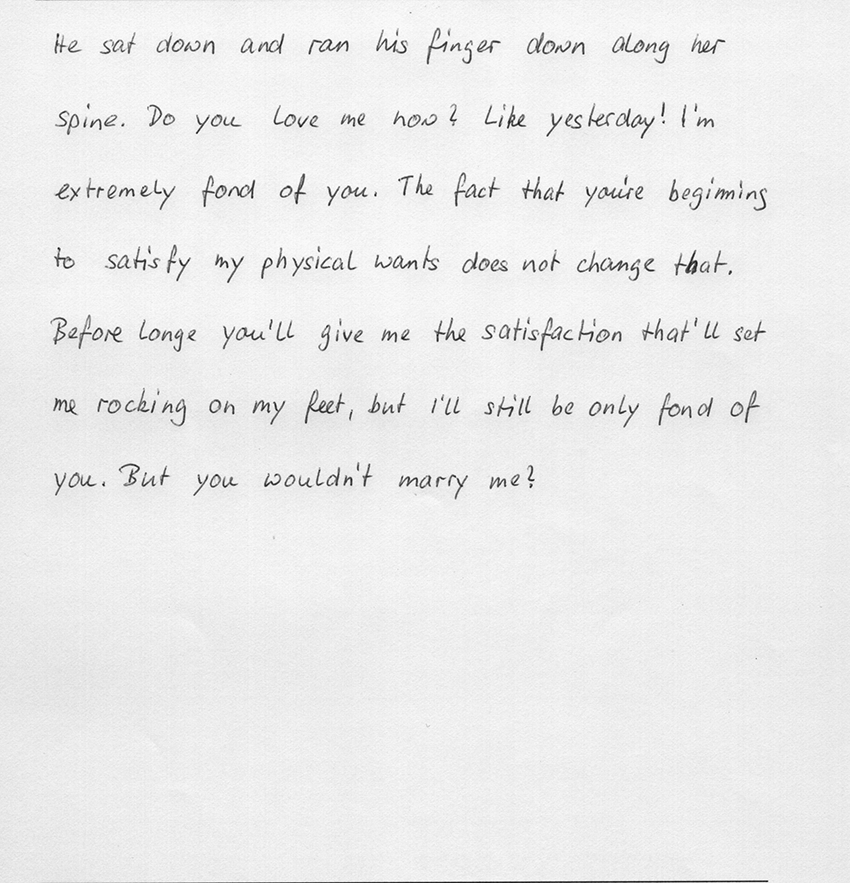 He sat down and ran his finger down along her
spine. Do you love me now? Like yesterday! I'm
extremely fond of you. The fact that you're beginning
to satisfy my physical wants does not change that.
Before longe you'll give me the satisfaction that'll set
me rocking on my feet, but I'll still be only fond of
you. But you wouldn't marry me?